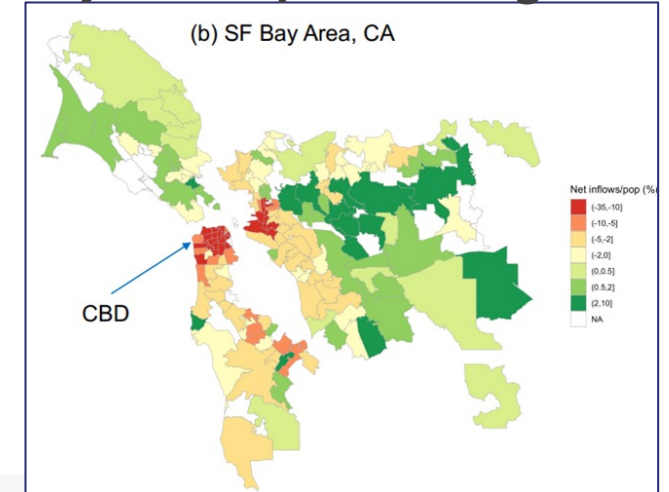 (b) SF Bay Area, CA
Net inflows/pop (%
(-35,-10]
(-10,-5]
(-5,-2]
(-2,0]
(0,0.5]
(0.5,2]
(2,10]
NA
CBD